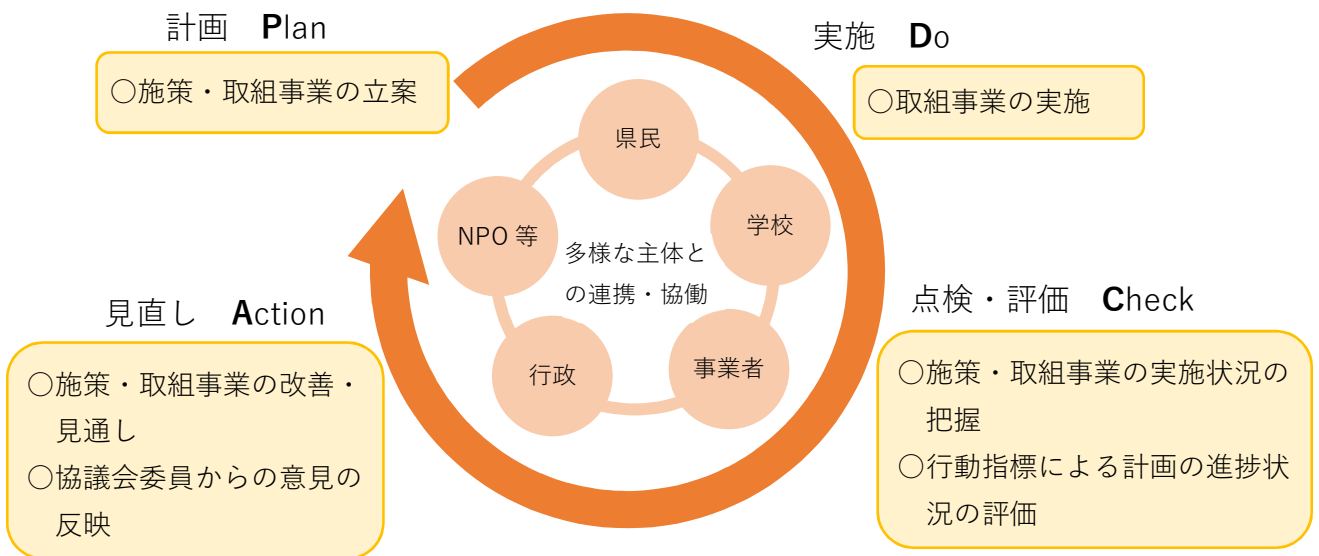 計画　Plan
○施策・取組事業の立案
実施　Do
○取組事業の実施
県民
学校
NPO 等
多様な主体と
の連携・協働
行政
事業者
見直し　Action
○施策・取組事業の改善・
見通し
○協議会委員からの意見の
反映
点検・評価　Check
○施策・取組事業の実施状況の
把握
○行動指標による計画の進捗状
況の評価